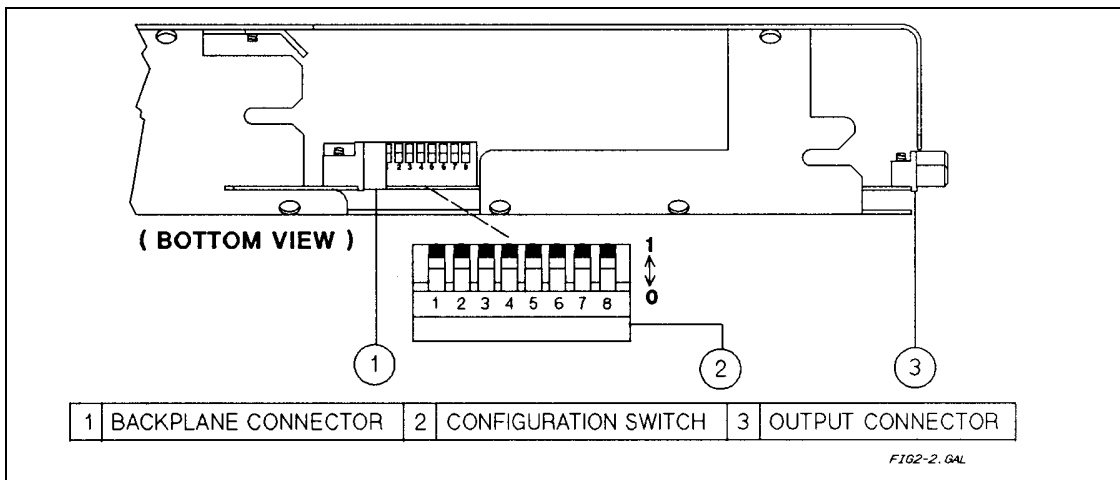 1 2 3 4 5 6 7 8
( BOTTOM VIEW )
1
0
1 2 3 4 5 6 7 8
1 2 3
1 BACKPLANE CONNECTOR 2 CONFIGURATION SWITCH 3 OUTPUT CONNECTOR
FIG2-2.GAL